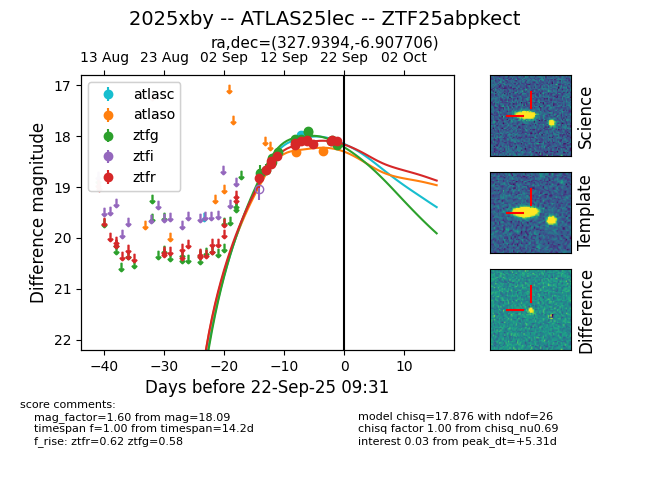 2025xby -- ATLAS25lec -- ZTF25abpkect
ra,dec=(327.9394,-6.907706)
13 Aug 23 Aug 02 Sep 12 Sep 22 Sep 02 Oct
atlasc
atlaso
ztfg
ztfi
ztfr
17
18
19
20
21
22
Difference magnitude
−40 −30 −20 −10 0 10
Days before 22-Sep-25 09:31
Science
Template
Difference
score comments:
mag_factor=1.60 from mag=18.09
timespan f=1.00 from timespan=14.2d
f_rise: ztfr=0.62 ztfg=0.58
model chisq=17.876 with ndof=26
chisq factor 1.00 from chisq_nu0.69
interest 0.03 from peak_dt=+5.31d